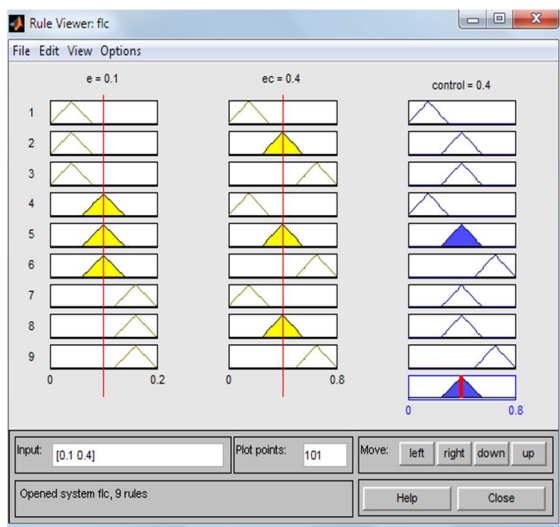 Rule Viewer: flc
File Edit View Options
e = 0.1
ec = 0.4
control = 0.4
1
2
3
4
5
6
7
8
9
0 0.2
0 0.8
0 0.8
Input: [0.1 0.4]
Plot points: 101
Move: left right down up
Opened system flc, 9 rules
Help Close